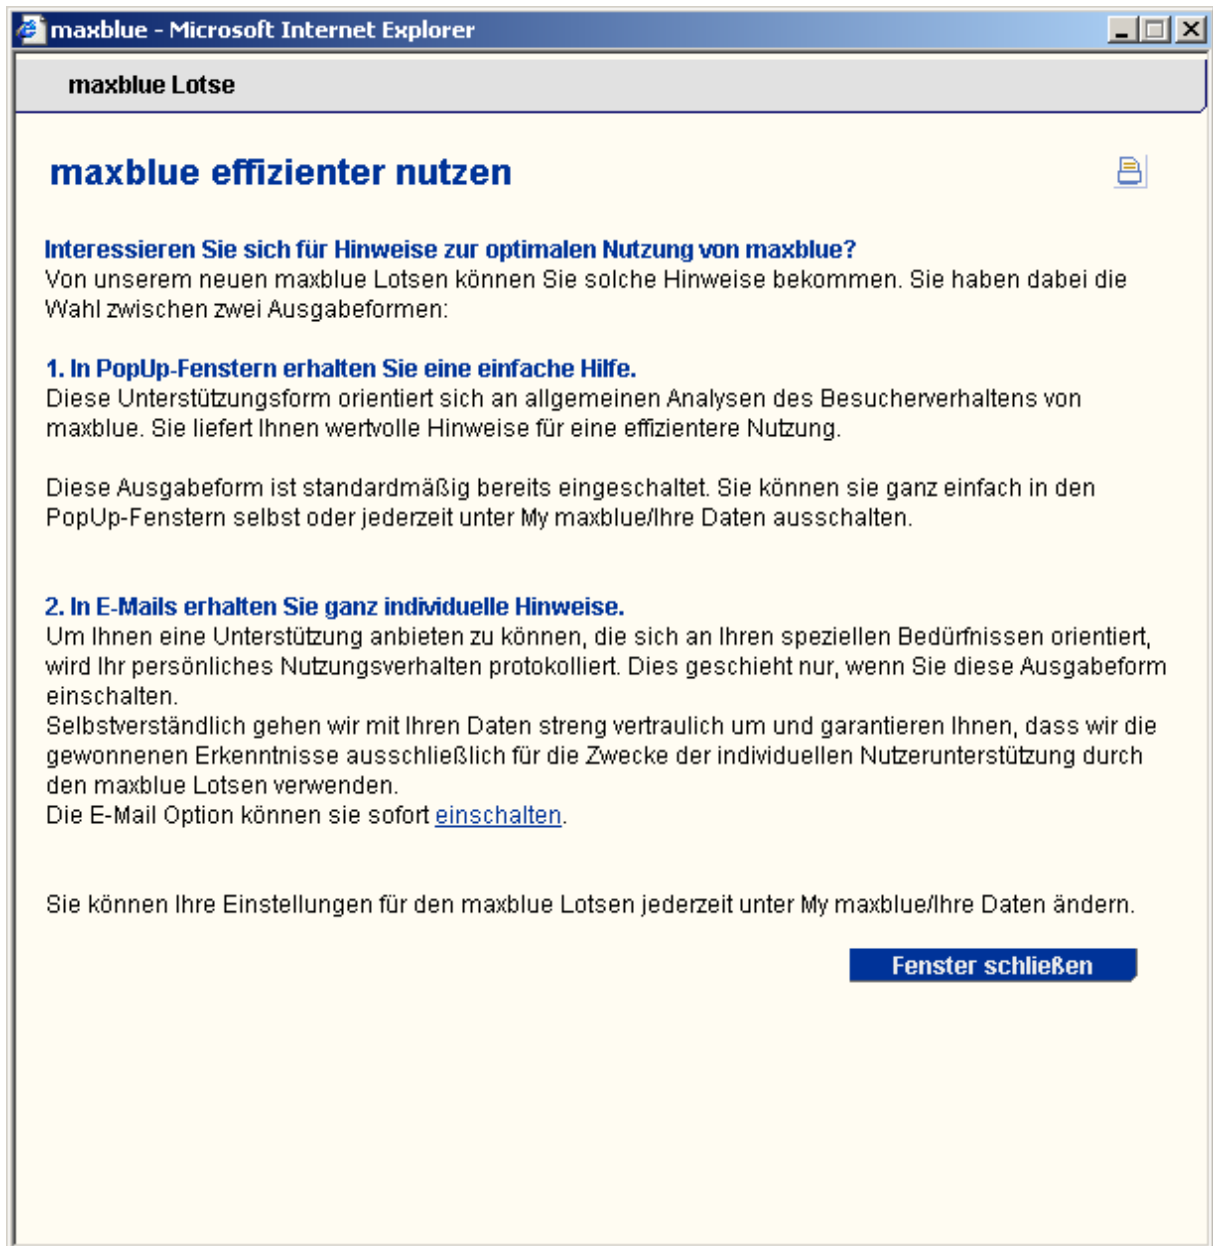 maxblue - Microsoft Internet Explorer
maxblue Lotse
maxblue effizienter nutzen
Interessieren Sie sich für Hinweise zur optimalen Nutzung von maxblue?
Von unserem neuen maxblue Lotsen können Sie solche Hinweise bekommen. Sie haben dabei die
Wahl zwischen zwei Ausgabeformen:
1. In PopUp-Fenstern erhalten Sie eine einfache Hilfe.
Diese Unterstützungsform orientiert sich an allgemeinen Analysen des Besucherverhaltens von
maxblue. Sie liefert Ihnen wertvolle Hinweise für eine effizientere Nutzung.
Diese Ausgabeform ist standardmäßig bereits eingeschaltet. Sie können sie ganz einfach in den
PopUp-Fenstern selbst oder jederzeit unter My maxblue/Ihre Daten ausschalten.
2. In E-Mails erhalten Sie ganz individuelle Hinweise.
Um Ihnen eine Unterstützung anbieten zu können, die sich an Ihren speziellen Bedürfnissen orientiert,
wird Ihr persönliches Nutzungsverhalten protokolliert. Dies geschieht nur, wenn Sie diese Ausgabeform
einschalten.
Selbstverständlich gehen wir mit Ihren Daten streng vertraulich um und garantieren Ihnen, dass wir die
gewonnenen Erkenntnisse ausschließlich für die Zwecke der individuellen Nutzerunterstützung durch
den maxblue Lotsen verwenden.
Die E-Mail Option können sie sofort einschalten.
Sie können Ihre Einstellungen für den maxblue Lotsen jederzeit unter My maxblue/Ihre Daten ändern.
Fenster schließen